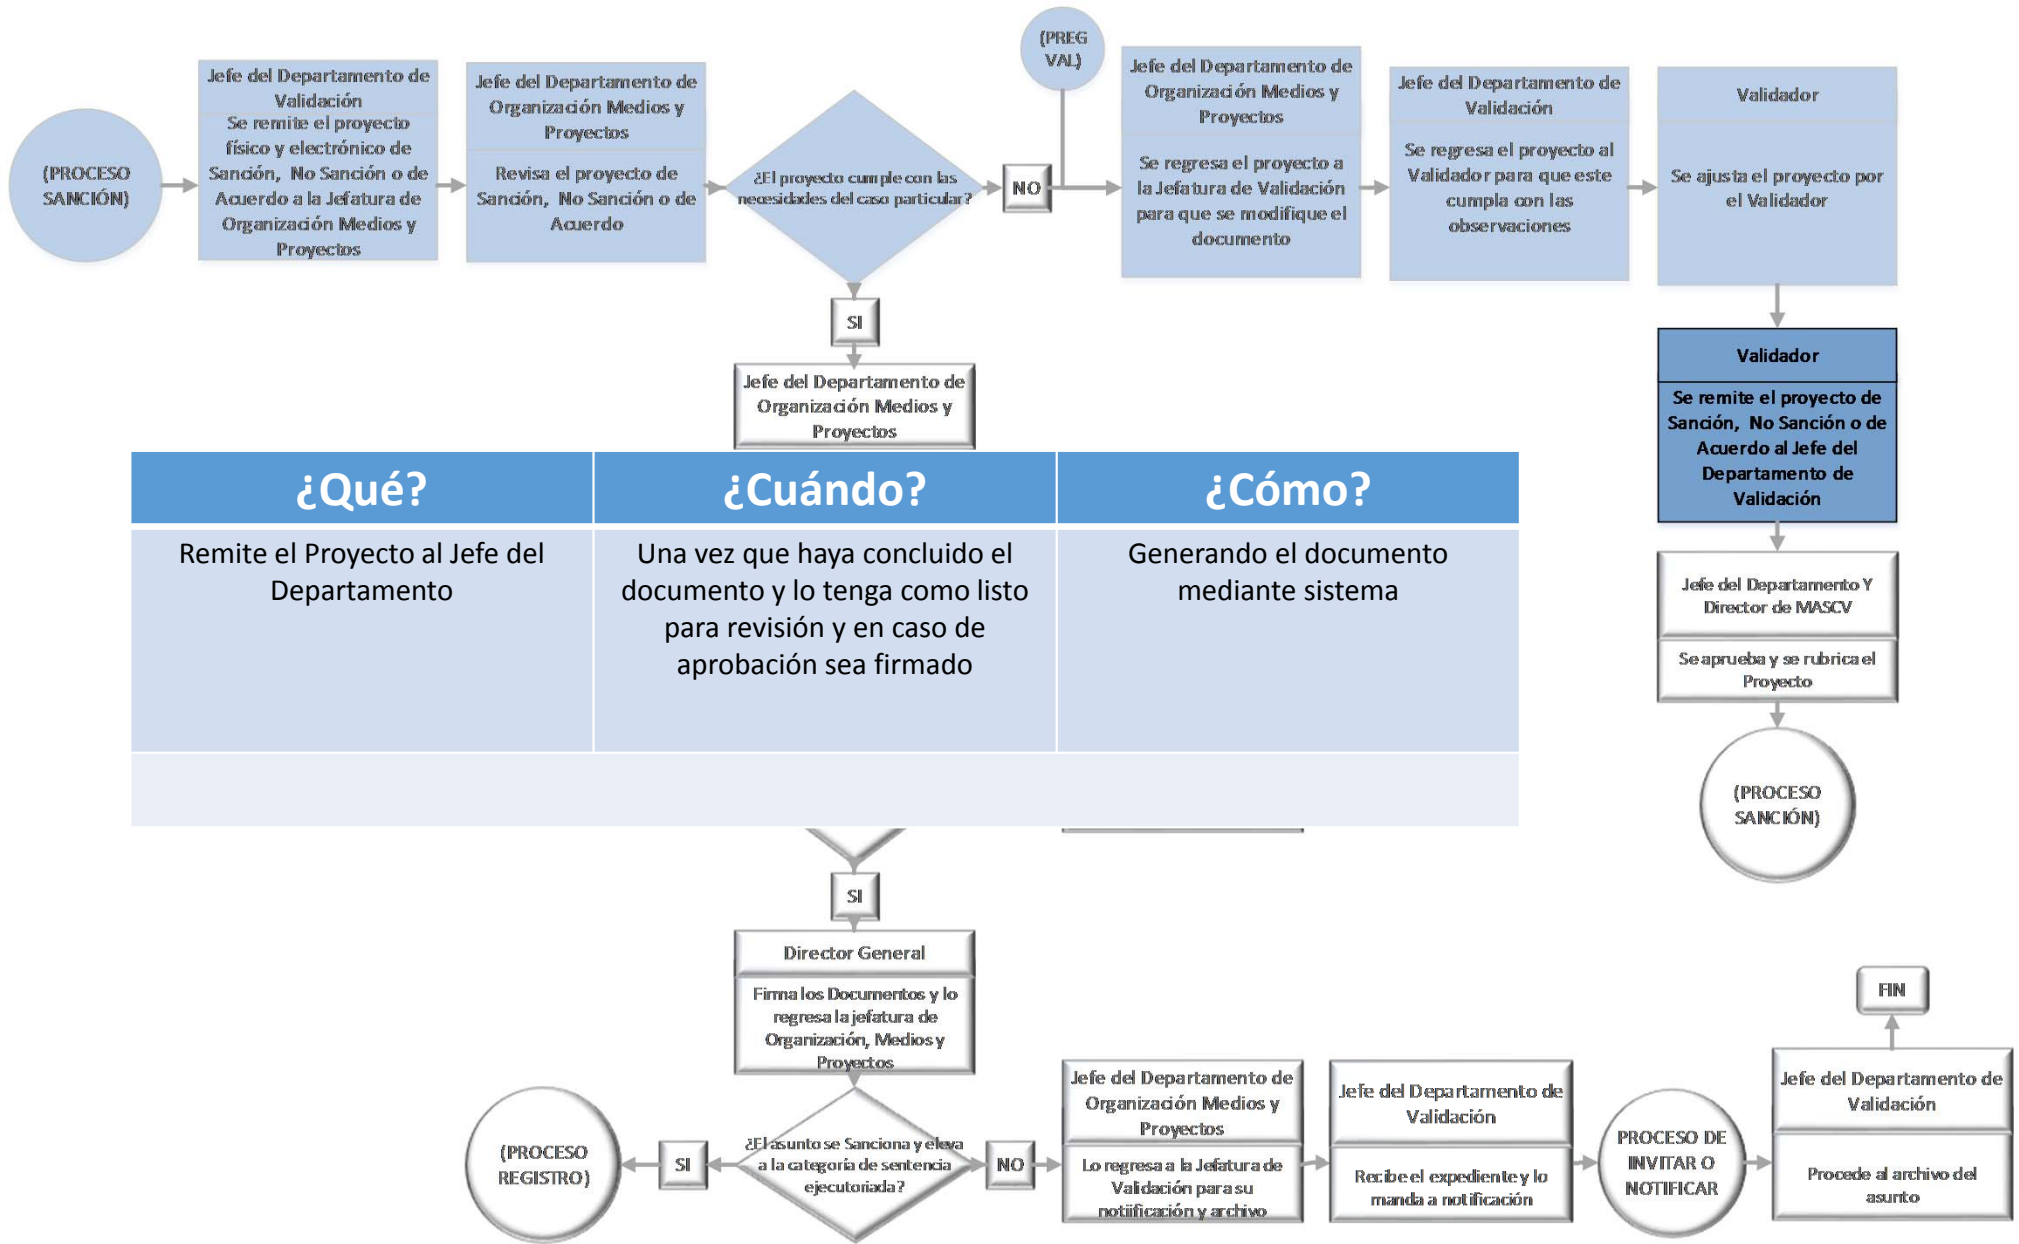 (PROCESO
SANCIÓN)
Jefe del Departamento de
Validación
Se remite el proyecto
físico y electrónico de
Sanción, No Sanción o de
Acuerdo a la Jefatura de
Organización Medios y
Proyectos
Jefe del Departamento de
Organización Medios y
Proyectos
Revisa el proyecto de
Sanción, No Sanción o de
Acuerdo
¿El proyecto cumple con las
necesidades del caso particular?
NO
(PREG
VAL)
Jefe del Departamento de
Organización Medios y
Proyectos
Se regresa el proyecto a
la Jefatura de Validación
para que se modifique el
documento
Jefe del Departamento de
Validación
Se regresa el proyecto al
Validador para que este
cumpla con las
observaciones
Validador
Se ajusta el proyecto por
el Validador
SI
Jefe del Departamento de
Organización Medios y
Proyectos
Validador
Se remite el proyecto de
Sanción, No Sanción o de
Acuerdo al Jefe del
Departamento de
Validación
¿Qué?
¿Cuándo?
¿Cómo?
Remite el Proyecto al Jefe del
Departamento
Una vez que haya concluido el
documento y lo tenga como listo
para revisión y en caso de
aprobación sea firmado
Generando el documento
mediante sistema
Jefe del Departamento Y
Director de MASCV
Se aprueba y se rubrica el
Proyecto
(PROCESO
SANCIÓN)
SI
Director General
Firma los Documentos y lo
regresa la jefatura de
Organización, Medios y
Proyectos
¿El asunto se Sanciona y eleva
a la categoría de sentencia
ejecutoriada?
SI
(PROCESO
REGISTRO)
NO
Jefe del Departamento de
Organización Medios y
Proyectos
Lo regresa a la Jefatura de
Validación para su
notiificación y archivo
Jefe del Departamento de
Validación
Recibe el expediente y lo
manda a notificación
PROCESO DE
INVITAR O
NOTIFICAR
Jefe del Departamento de
Validación
Procede al archivo del
asunto
FIN